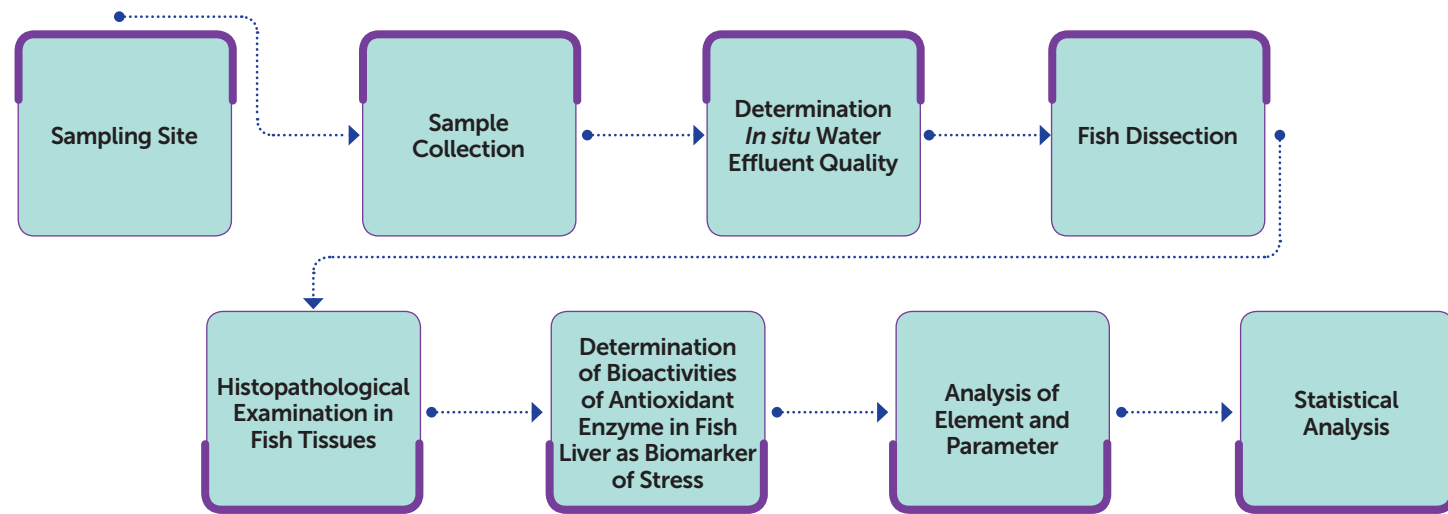 Sampling Site
Sample
Collection
Determination
In situ Water
Effluent Quality
Fish Dissection
Histopathological
Examination in
Fish Tissues
Determination
of Bioactivities
of Antioxidant
Enzyme in Fish
Liver as Biomarker
of Stress
Analysis of
Element and
Parameter
Statistical
Analysis